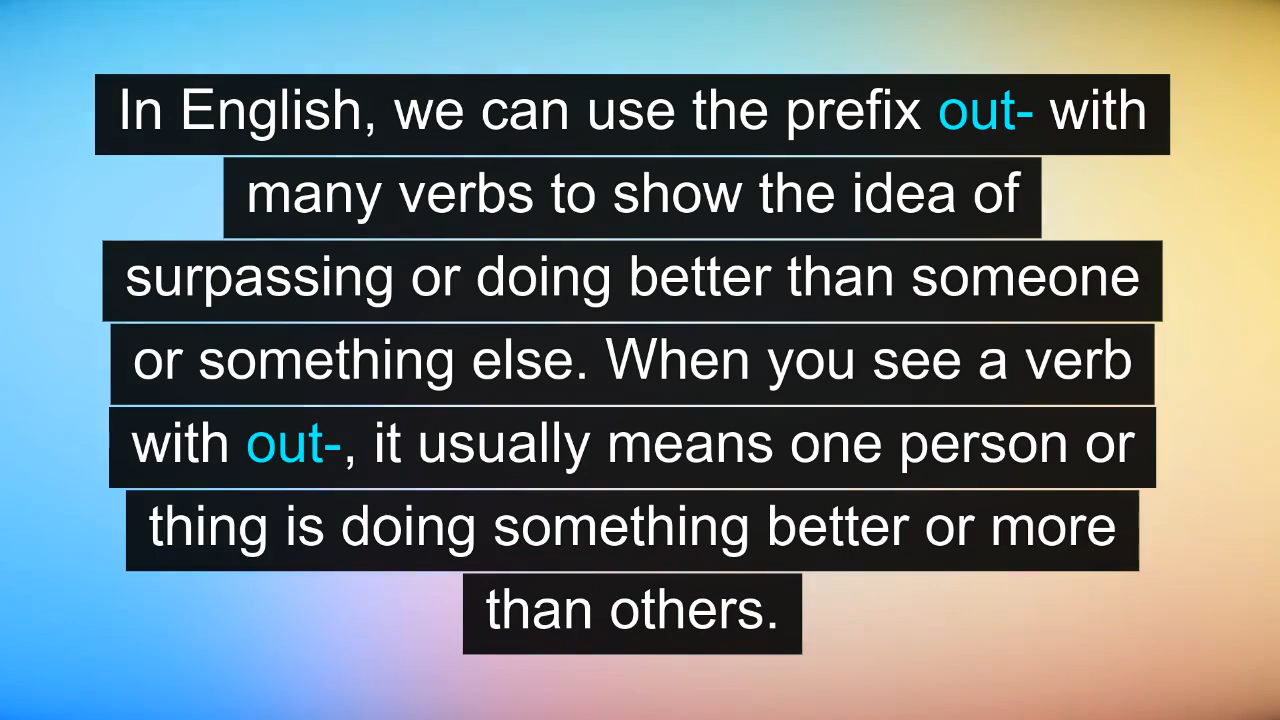 In English, we can use the prefix out- with
many verbs to show the idea of
surpassing or doing better than someone
or something else. When you see a verb
with out-, it usually means one person or
thing is doing something better or more
than others.